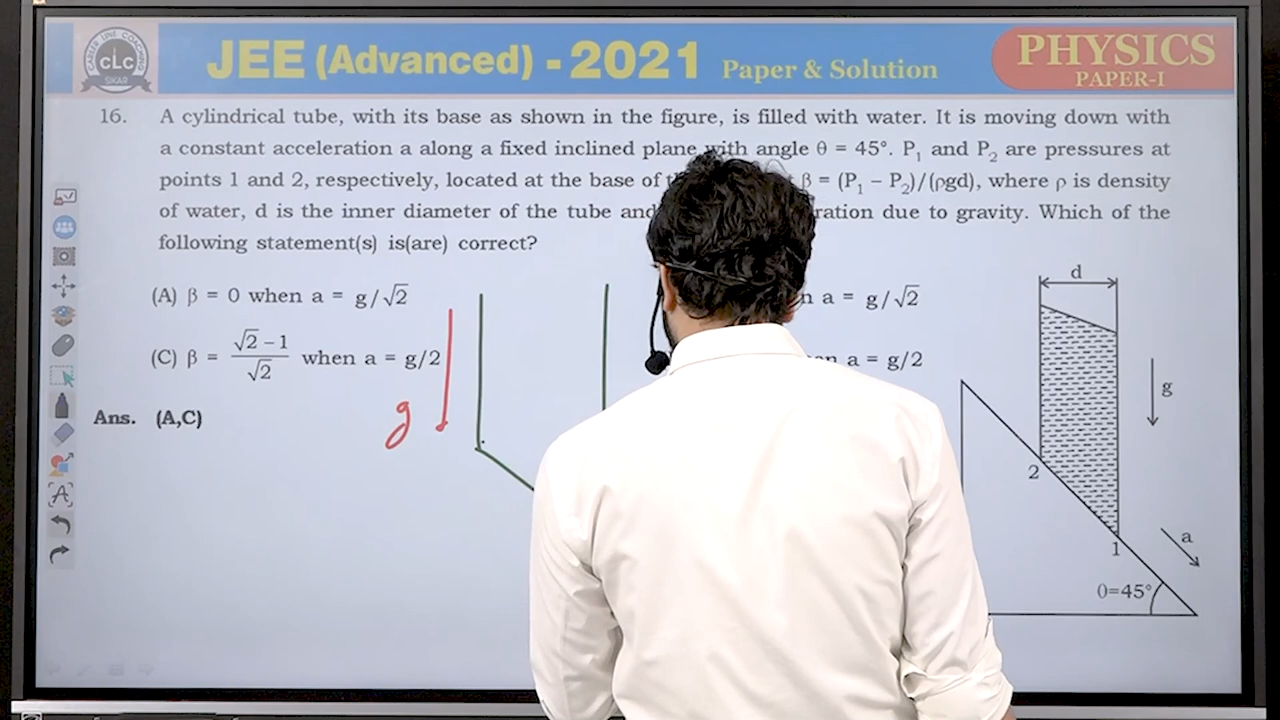 CAREER LINE COACHING
CLC
SIKAR
JEE (Advanced) - 2021 Paper & Solution
PHYSICS
PAPER-I
16. A cylindrical tube, with its base as shown in the figure, is filled with water. It is moving down with
a constant acceleration a along a fixed inclined plane with angle θ = 45°. P₁ and P₂ are pressures at
points 1 and 2, respectively, located at the base of β = (P₁ − P₂)/(ρgd), where ρ is density
of water, d is the inner diameter of the tube and due to gravity. Which of the
following statement(s) is(are) correct?
(A) β = 0 when a = g/√2
a = g/√2
(C) β = (√2 − 1)/√2 when a = g/2
a = g/2
Ans. (A,C)
g
d
g
2
1
a
θ=45°
A